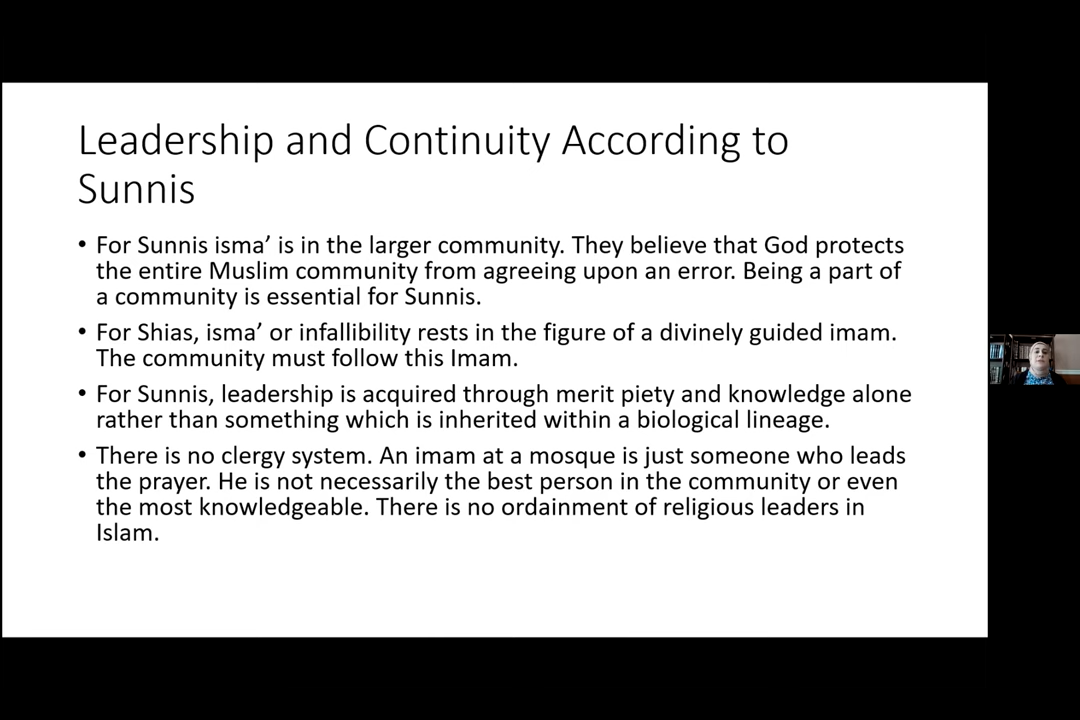 Leadership and Continuity According to
Sunnis
• For Sunnis isma’ is in the larger community. They believe that God protects
the entire Muslim community from agreeing upon an error. Being a part of
a community is essential for Sunnis.
• For Shias, isma’ or infallibility rests in the figure of a divinely guided imam.
The community must follow this Imam.
• For Sunnis, leadership is acquired through merit piety and knowledge alone
rather than something which is inherited within a biological lineage.
• There is no clergy system. An imam at a mosque is just someone who leads
the prayer. He is not necessarily the best person in the community or even
the most knowledgeable. There is no ordainment of religious leaders in
Islam.